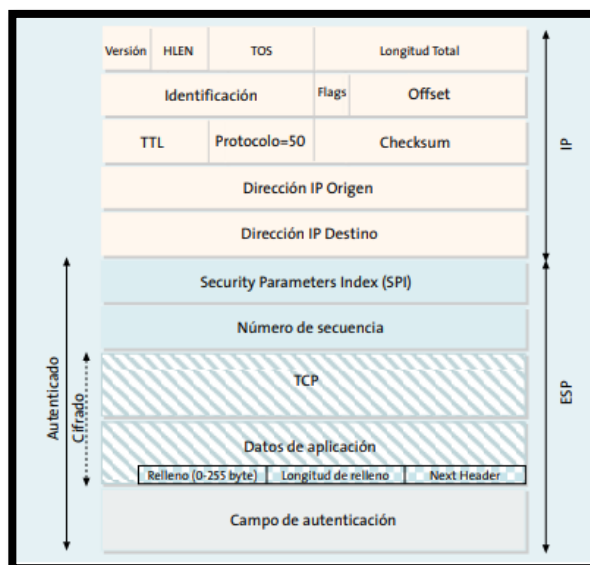 Versión HLEN TOS Longitud Total
Identificación Flags Offset
TTL Protocolo=50 Checksum
IP
Dirección IP Origen
Dirección IP Destino
Security Parameters Index (SPI)
Número de secuencia
TCP
Autenticado
Cifrado
ESP
Datos de aplicación
Relleno (0-255 byte) Longitud de relleno Next Header
Campo de autenticación